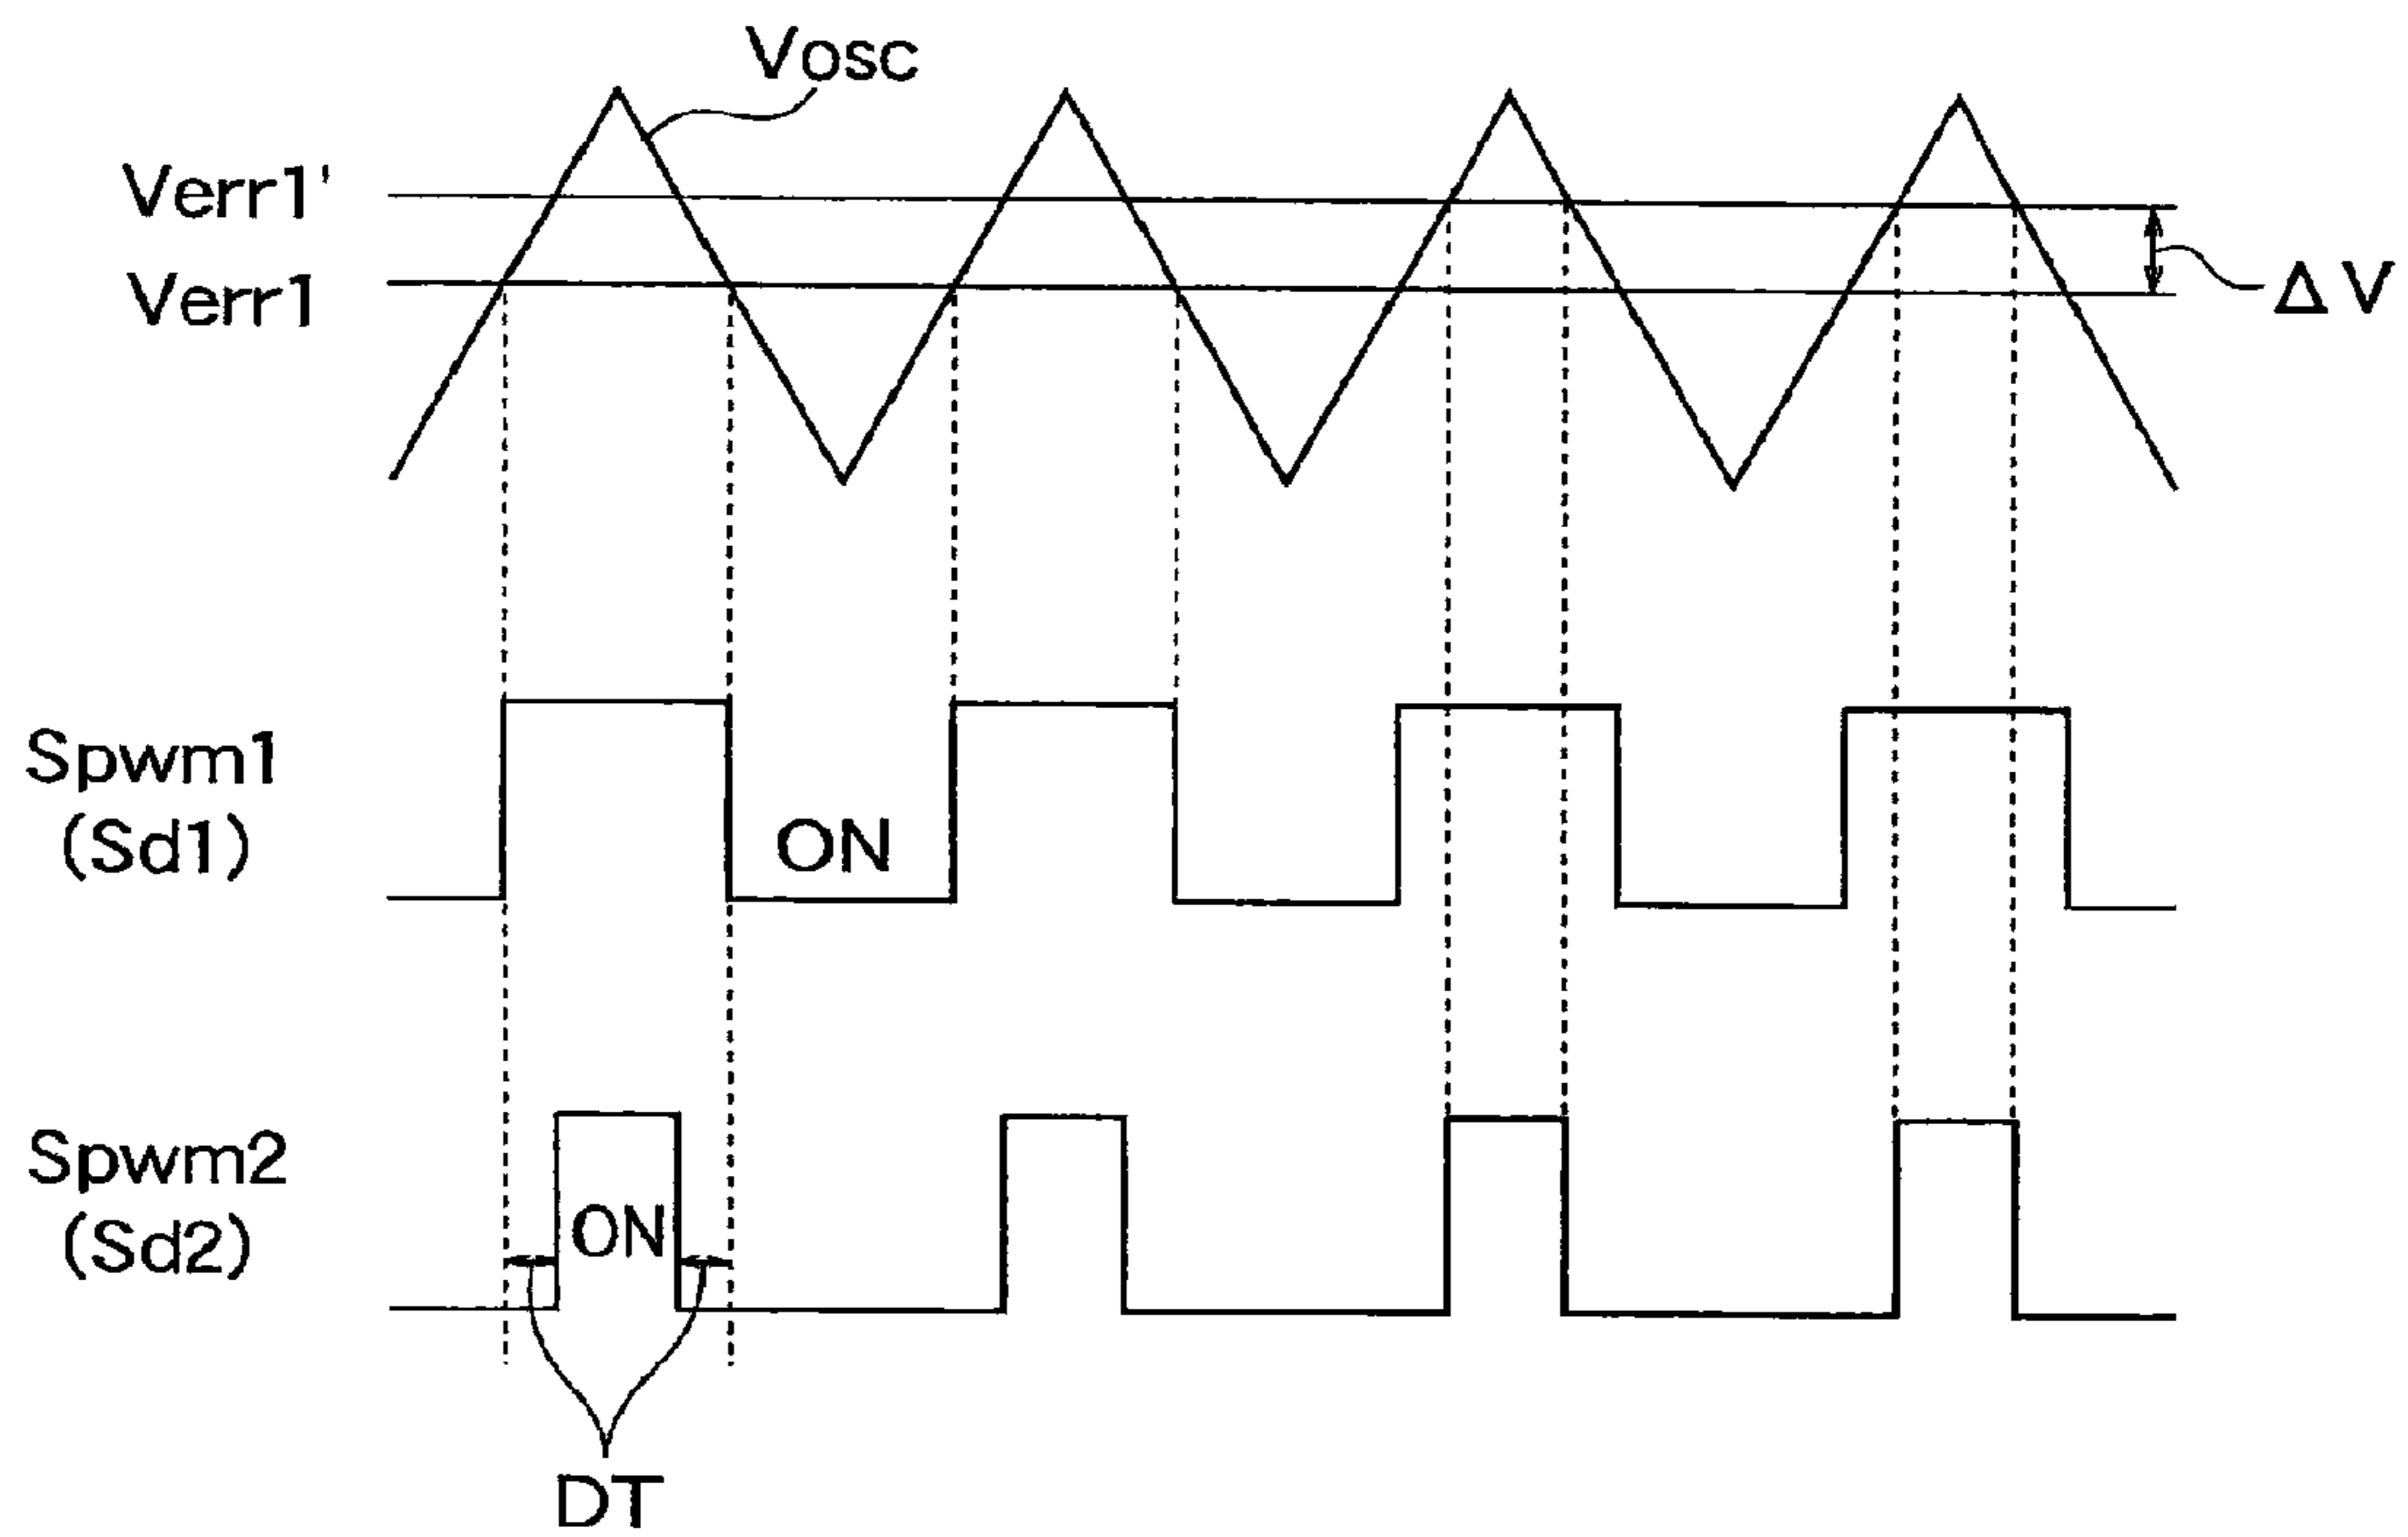 Vosc
Verr1'
Verr1
ΔV
Spwm1
(Sd1)
ON
Spwm2
(Sd2)
ON
DT